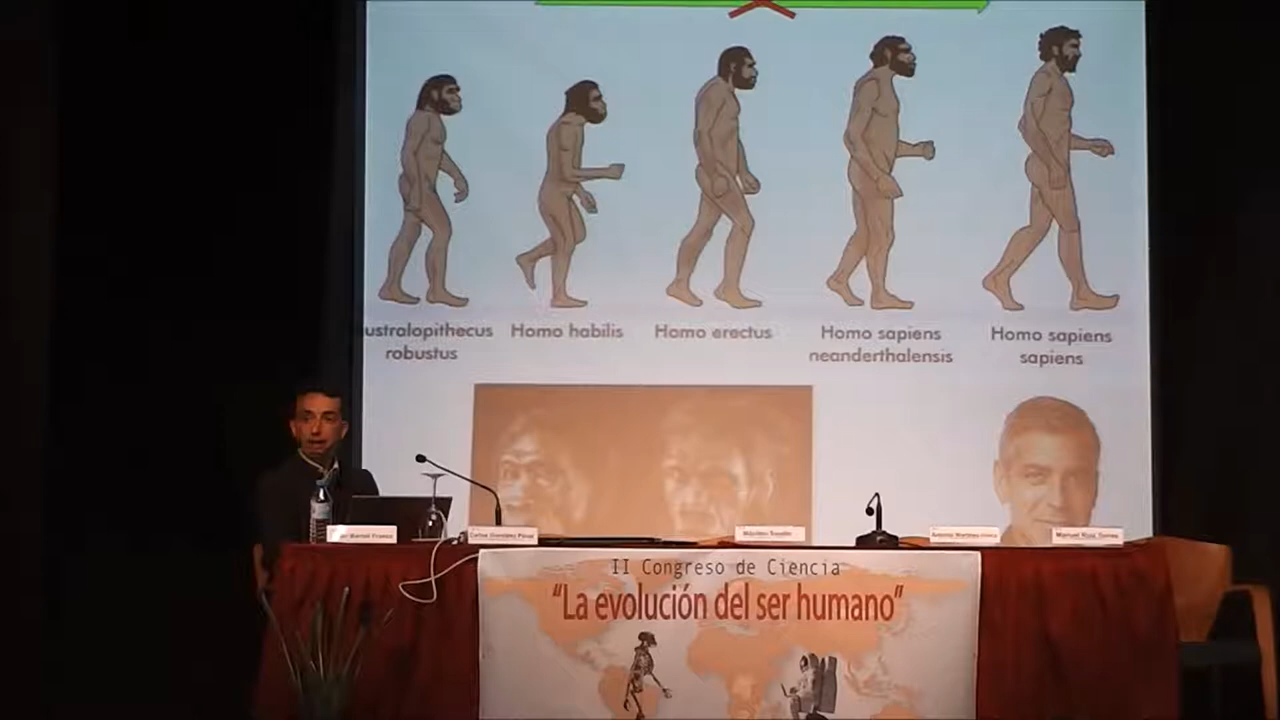 ustralopithecus
robustus
Homo habilis
Homo erectus
Homo sapiens
neanderthalensis
Homo sapiens
sapiens
II Congreso de Ciencia
"La evolución del ser humano"